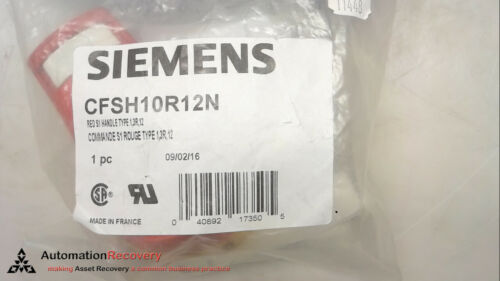 11448
SIEMENS
CFSH10R12N
RED S1 HANDLE TYPE 1,3R,12
COMMANDE S1 ROUGE TYPE 1,3R,12
1 pc 09/02/16
MADE IN FRANCE
0 40892 17350 5
AutomationRecovery
making Asset Recovery a common business practice